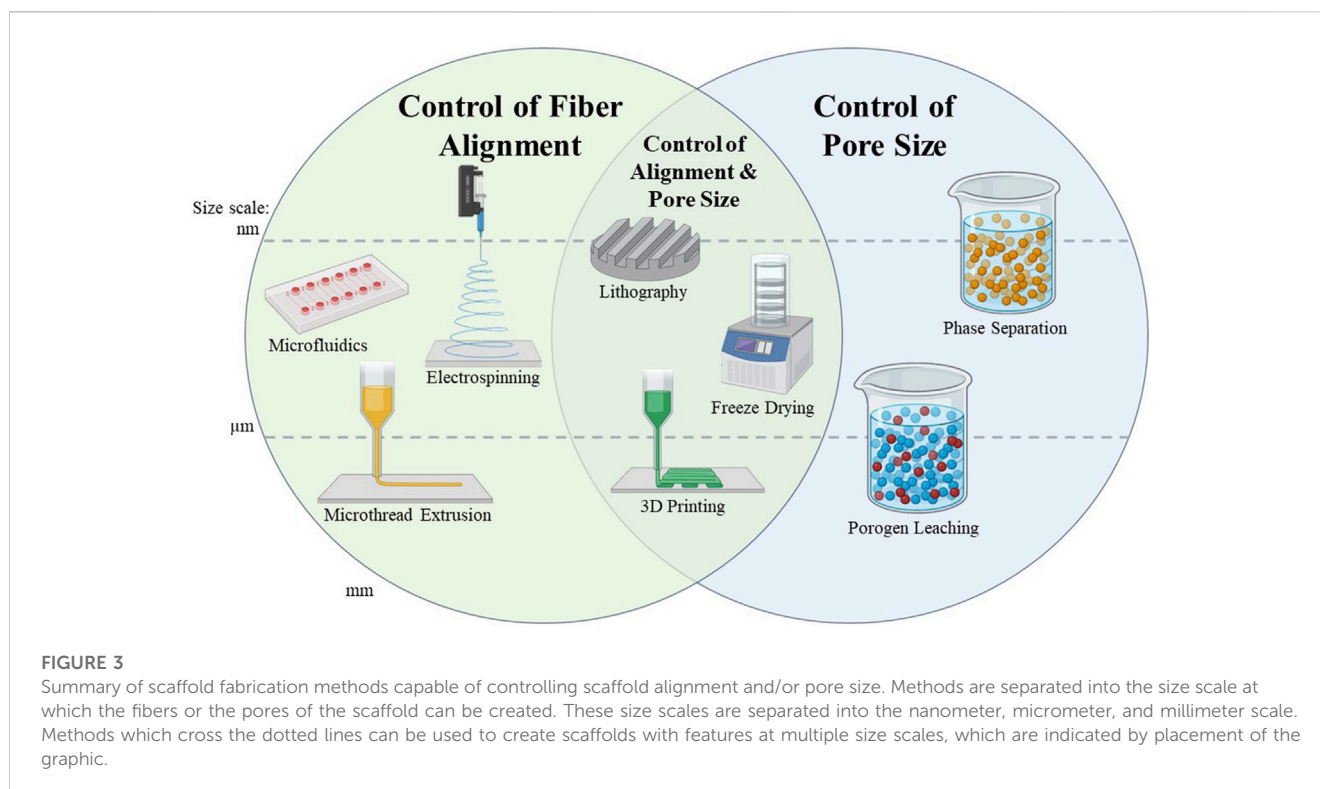 Control of Fiber
Alignment
Control of
Alignment &
Pore Size
Control of
Pore Size
Size scale:
nm
Lithography
Microfluidics
Electrospinning
Freeze Drying
Phase Separation
μm
Microthread Extrusion
3D Printing
Porogen Leaching
mm
FIGURE 3
Summary of scaffold fabrication methods capable of controlling scaffold alignment and/or pore size. Methods are separated into the size scale at
which the fibers or the pores of the scaffold can be created. These size scales are separated into the nanometer, micrometer, and millimeter scale.
Methods which cross the dotted lines can be used to create scaffolds with features at multiple size scales, which are indicated by placement of the
graphic.